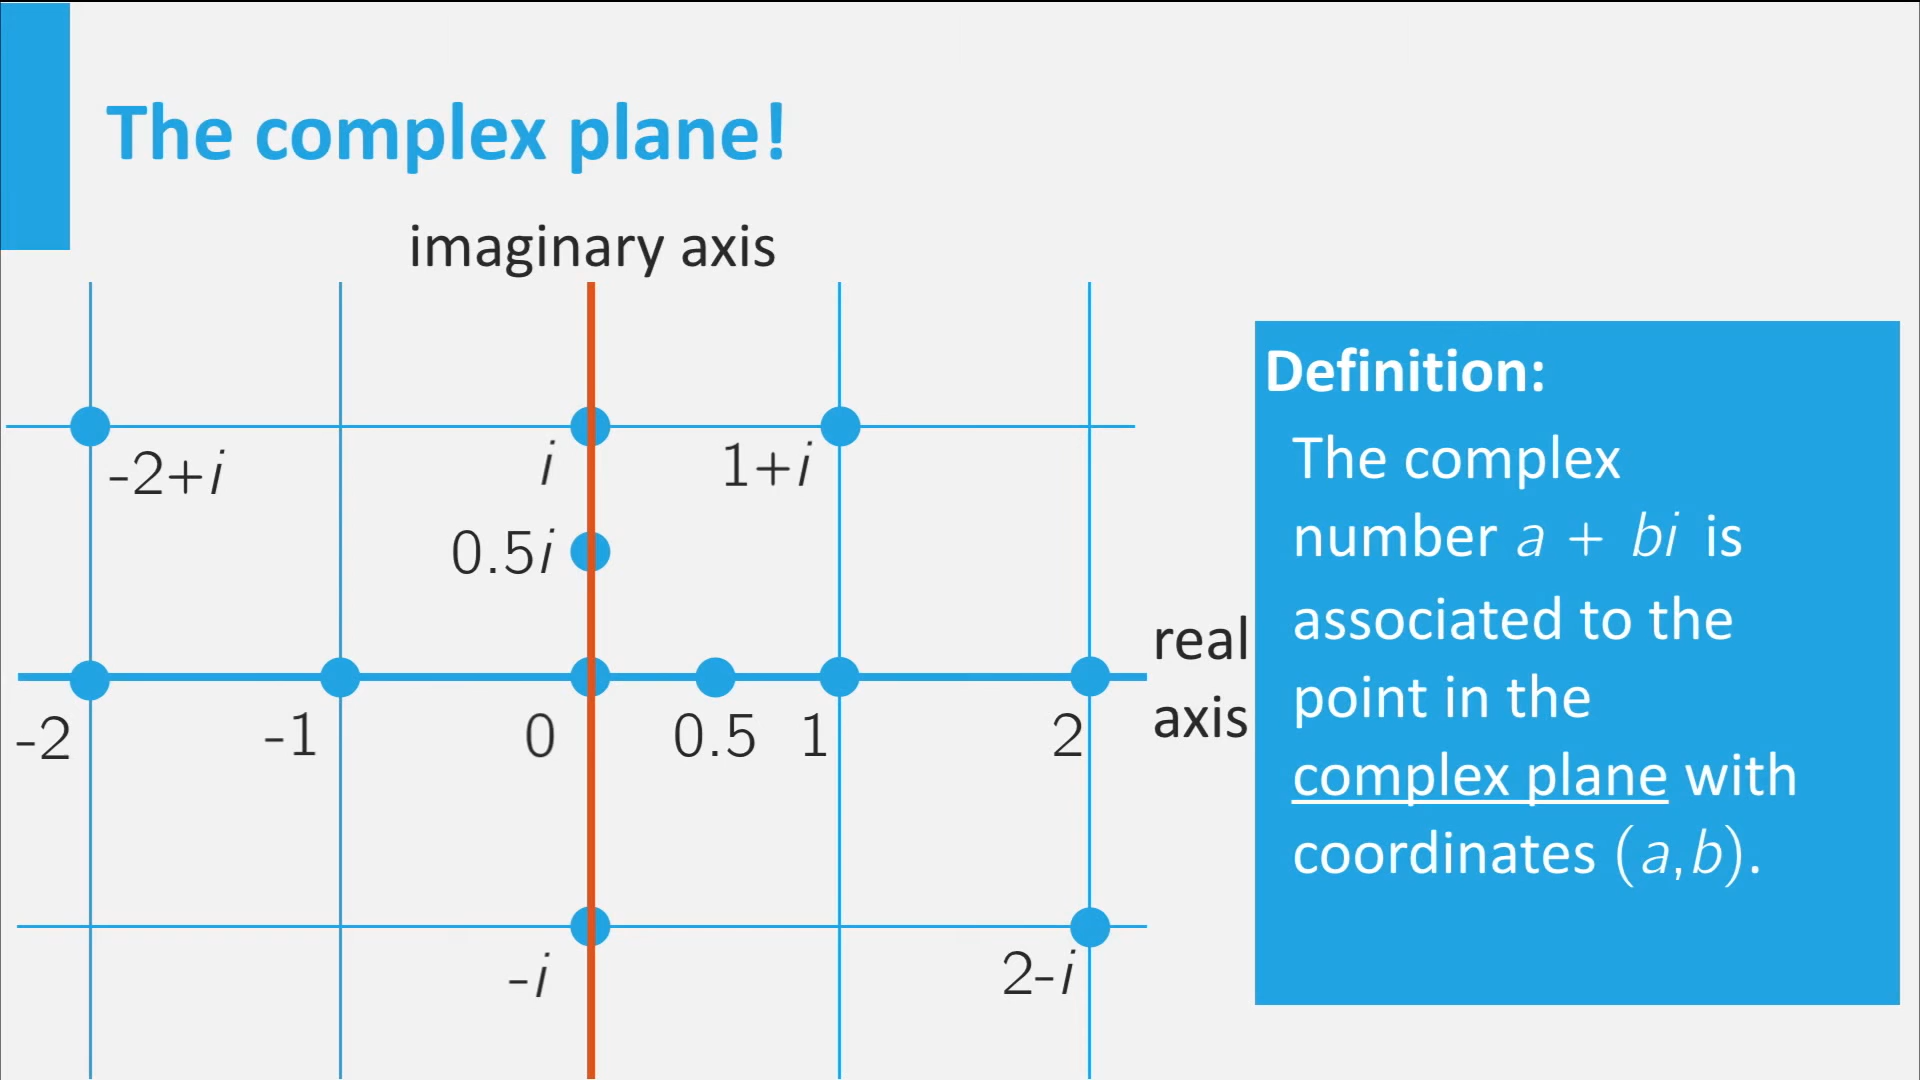 The complex plane!
imaginary axis
-2+i
i
1+i
0.5i
real
axis
-2
-1
0
0.5
1
2
-i
2-i
Definition:
The complex
number a + bi is
associated to the
point in the
complex plane with
coordinates (a,b).